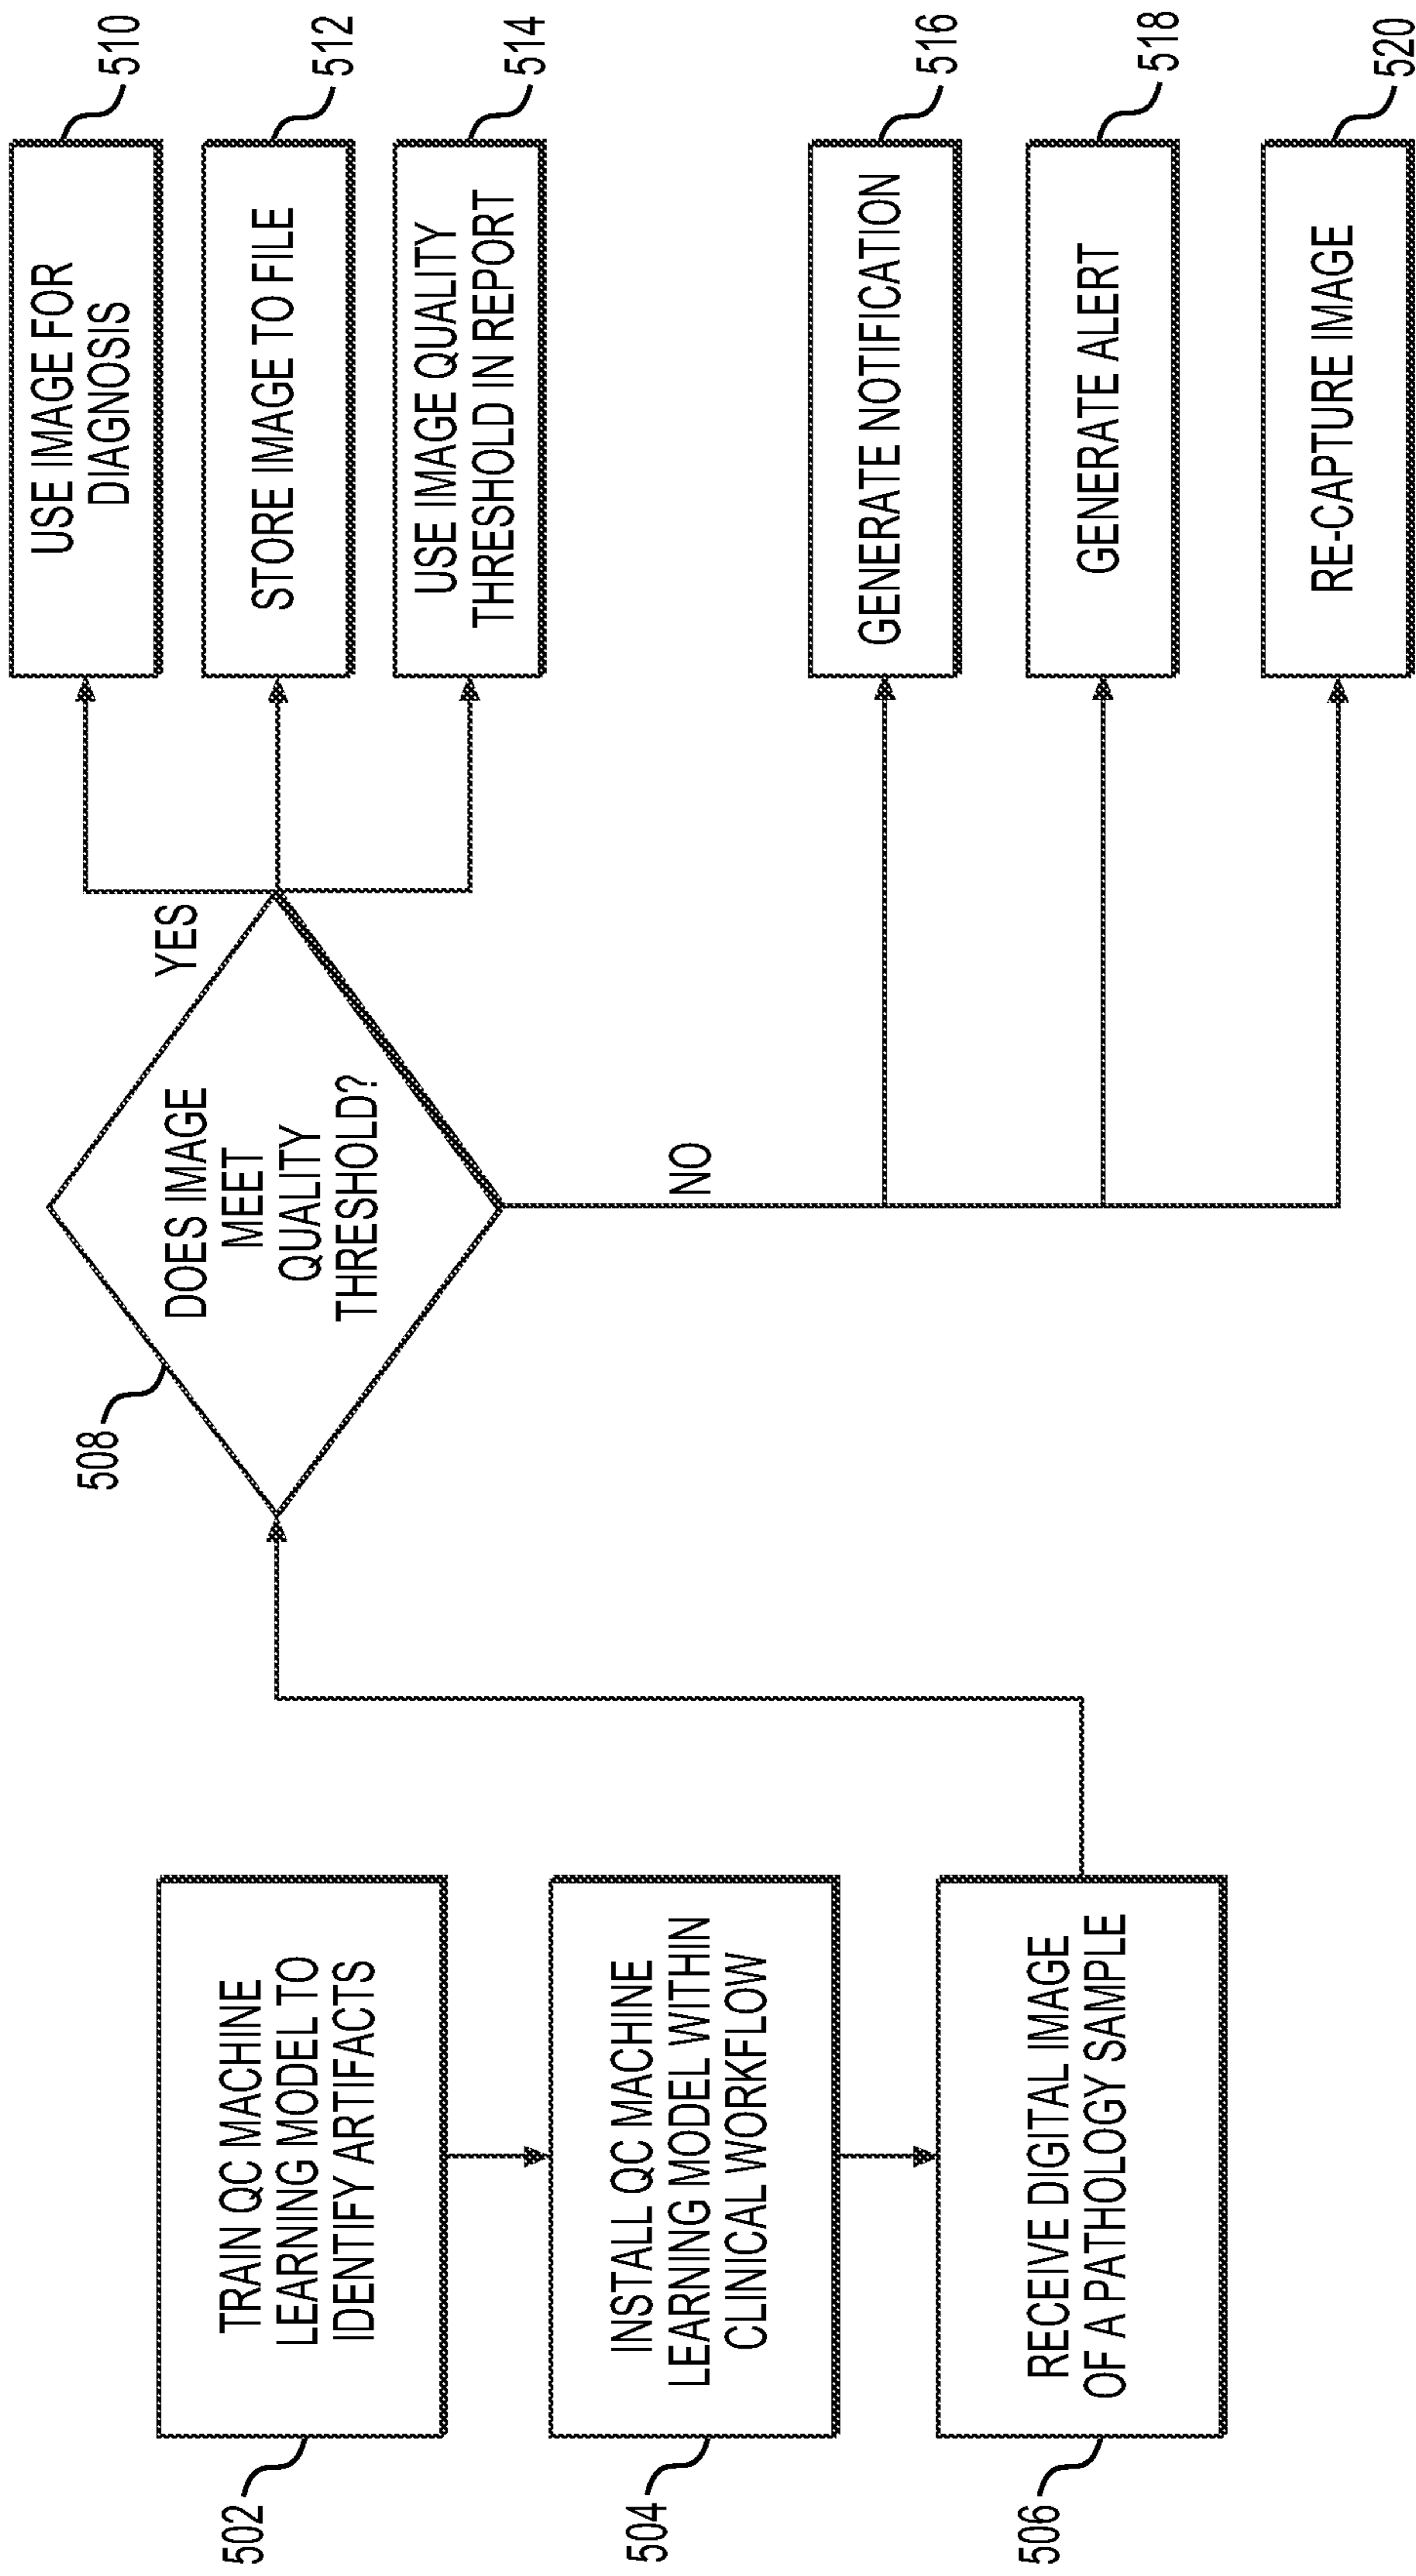 502
TRAIN QC MACHINE
LEARNING MODEL TO
IDENTIFY ARTIFACTS
504
INSTALL QC MACHINE
LEARNING MODEL WITHIN
CLINICAL WORKFLOW
506
RECEIVE DIGITAL IMAGE
OF A PATHOLOGY SAMPLE
508
DOES IMAGE
MEET
QUALITY
THRESHOLD?
YES
NO
USE IMAGE FOR
DIAGNOSIS
510
STORE IMAGE TO FILE
512
USE IMAGE QUALITY
THRESHOLD IN REPORT
514
GENERATE NOTIFICATION
516
GENERATE ALERT
518
RE-CAPTURE IMAGE
520